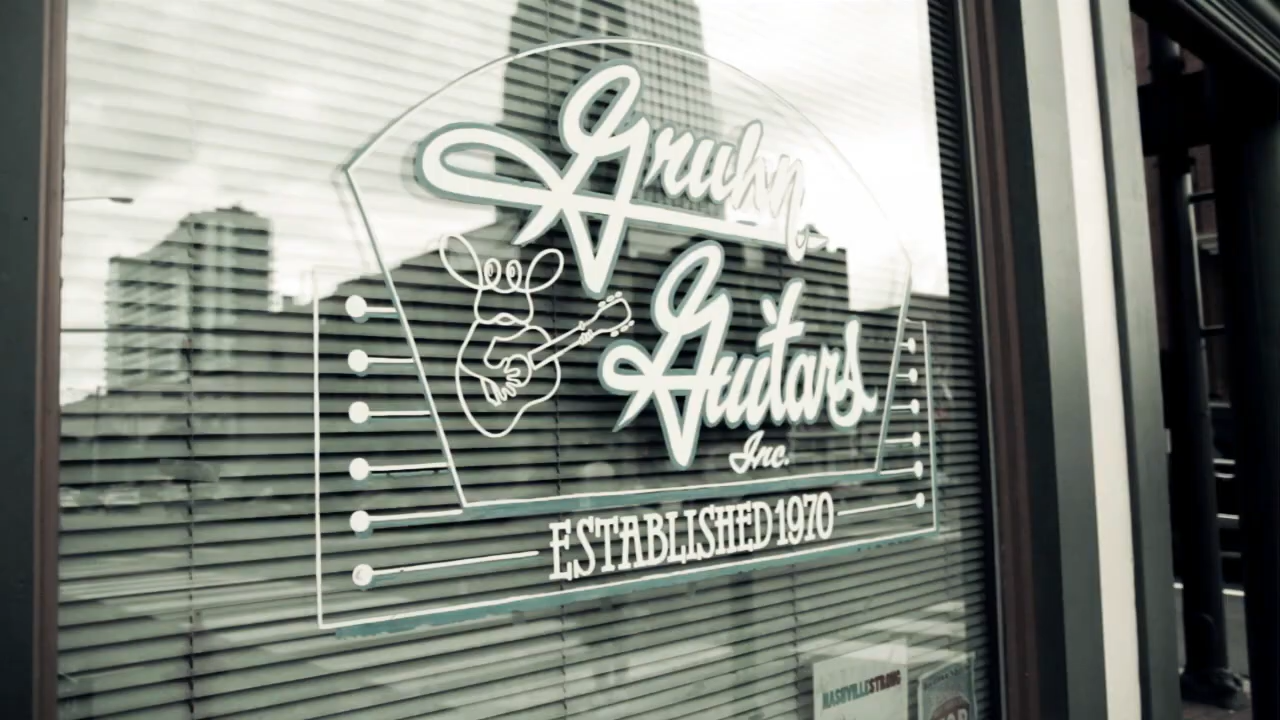 Gruhn
Guitars
Inc.
ESTABLISHED 1970
NASHVILLESTRONG